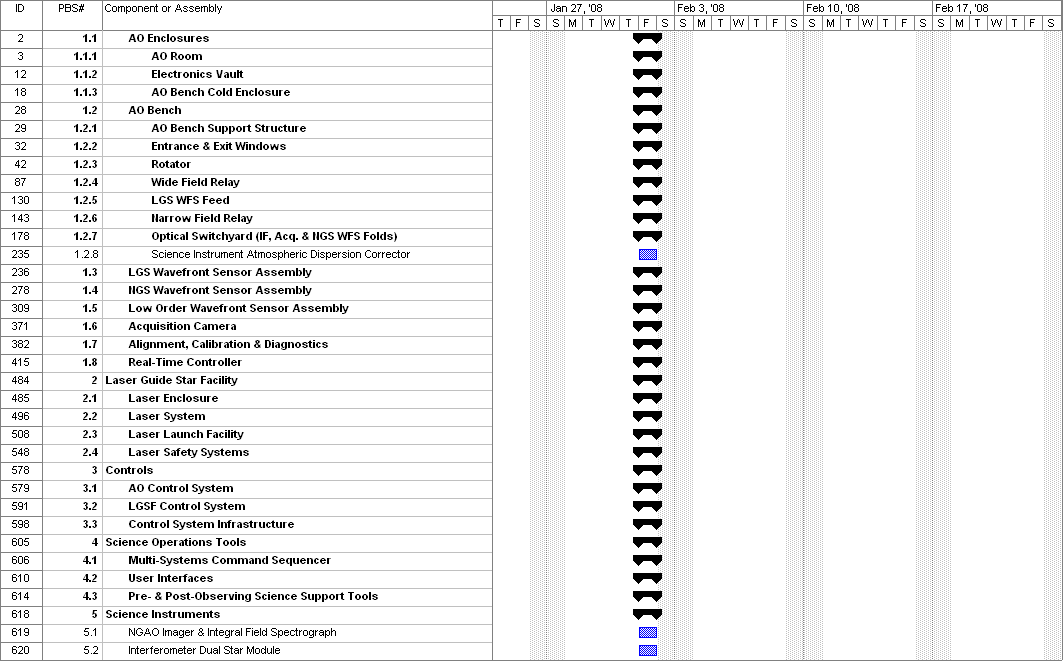 ID PBS# Component or Assembly Jan 27, '08 Feb 3, '08 Feb 10, '08 Feb 17, '08
T F S S M T W T F S S M T W T F S S M T W T F S S M T W T F S
2 1.1 AO Enclosures
3 1.1.1 AO Room
12 1.1.2 Electronics Vault
18 1.1.3 AO Bench Cold Enclosure
28 1.2 AO Bench
29 1.2.1 AO Bench Support Structure
32 1.2.2 Entrance & Exit Windows
42 1.2.3 Rotator
87 1.2.4 Wide Field Relay
130 1.2.5 LGS WFS Feed
143 1.2.6 Narrow Field Relay
178 1.2.7 Optical Switchyard (IF, Acq. & NGS WFS Folds)
235 1.2.8 Science Instrument Atmospheric Dispersion Corrector
236 1.3 LGS Wavefront Sensor Assembly
278 1.4 NGS Wavefront Sensor Assembly
309 1.5 Low Order Wavefront Sensor Assembly
371 1.6 Acquisition Camera
382 1.7 Alignment, Calibration & Diagnostics
415 1.8 Real-Time Controller
484 2 Laser Guide Star Facility
485 2.1 Laser Enclosure
496 2.2 Laser System
508 2.3 Laser Launch Facility
548 2.4 Laser Safety Systems
578 3 Controls
579 3.1 AO Control System
591 3.2 LGSF Control System
598 3.3 Control System Infrastructure
605 4 Science Operations Tools
606 4.1 Multi-Systems Command Sequencer
610 4.2 User Interfaces
614 4.3 Pre- & Post-Observing Science Support Tools
618 5 Science Instruments
619 5.1 NGAO Imager & Integral Field Spectrograph
620 5.2 Interferometer Dual Star Module